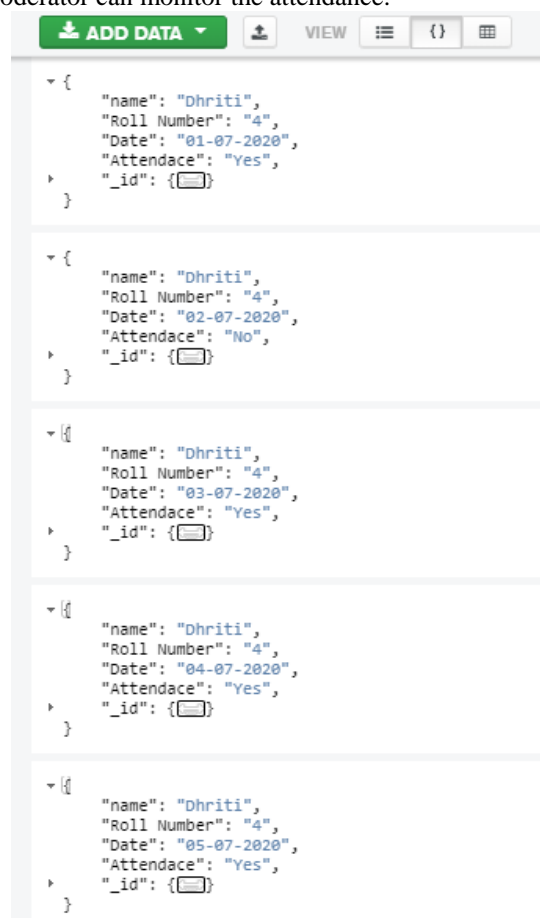 oderator can monitor the attendance.
ADD DATA VIEW {}
{
"name": "Dhriti",
"Roll Number": "4",
"Date": "01-07-2020",
"Attendace": "Yes",
"_id": {}
}
{
"name": "Dhriti",
"Roll Number": "4",
"Date": "02-07-2020",
"Attendace": "No",
"_id": {}
}
{
"name": "Dhriti",
"Roll Number": "4",
"Date": "03-07-2020",
"Attendace": "Yes",
"_id": {}
}
{
"name": "Dhriti",
"Roll Number": "4",
"Date": "04-07-2020",
"Attendace": "Yes",
"_id": {}
}
{
"name": "Dhriti",
"Roll Number": "4",
"Date": "05-07-2020",
"Attendace": "Yes",
"_id": {}
}